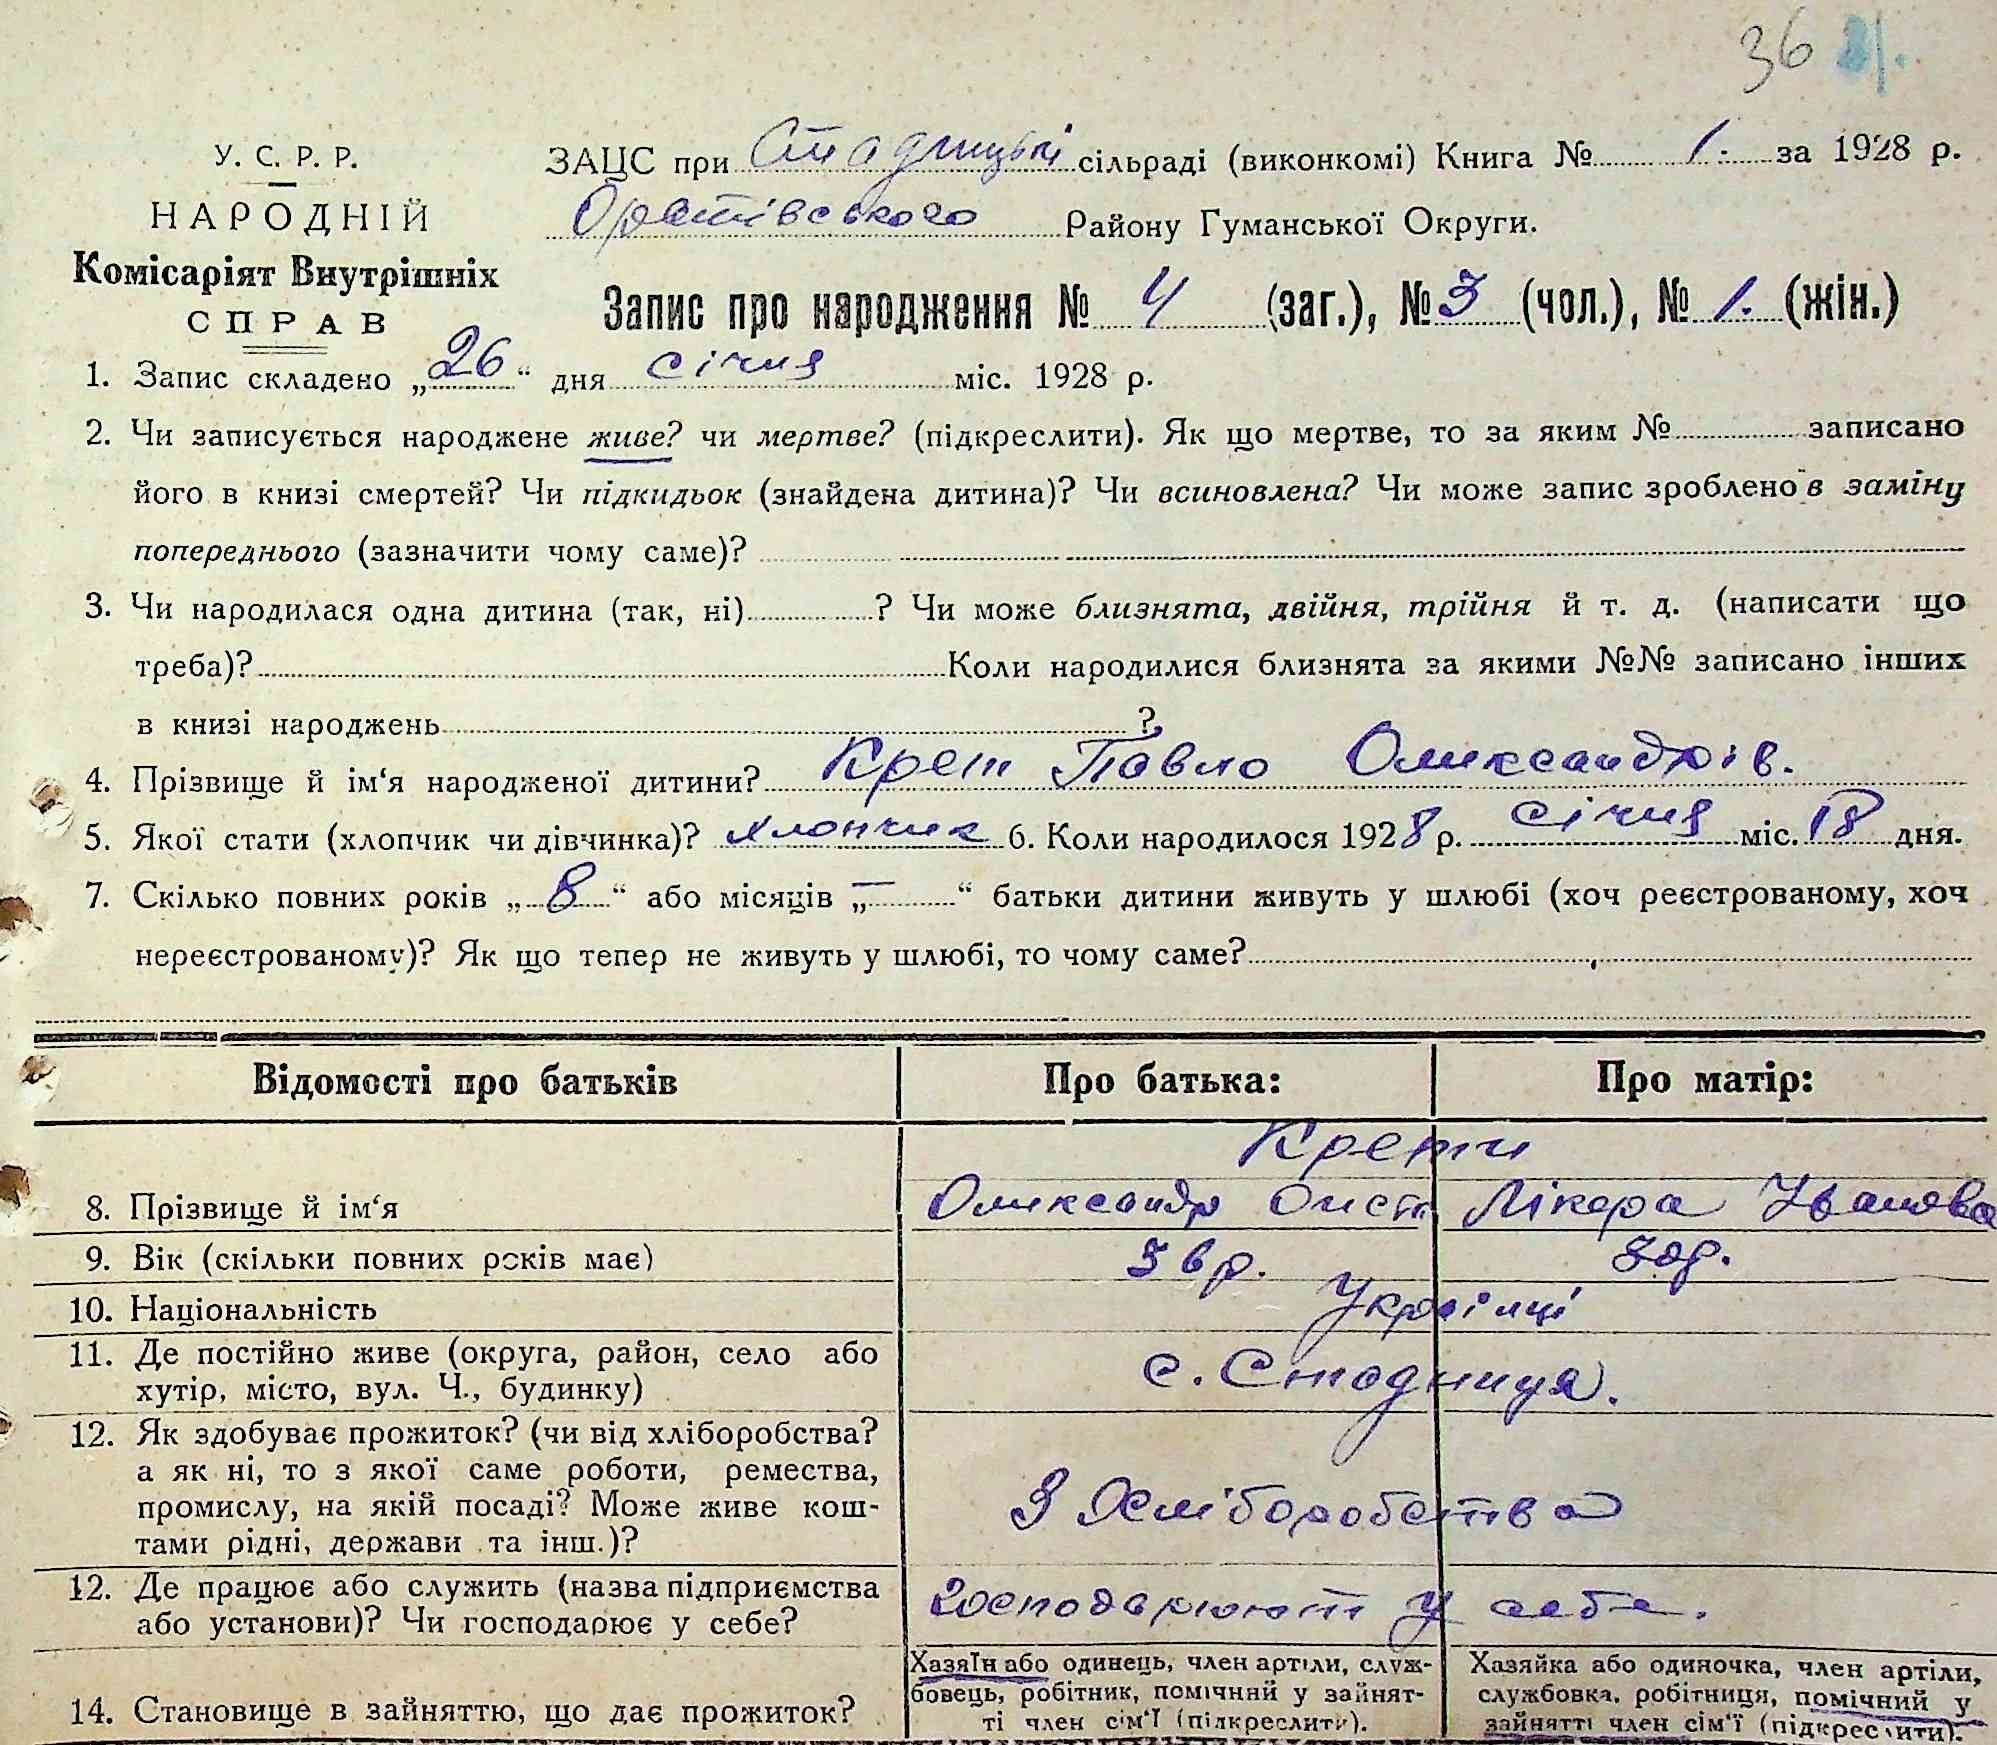 36
У. С. Р. Р.
НАРОДНІЙ
Комісаріят Внутрішніх
СПРАВ
ЗАЦС при Стадницькі сільраді (виконкомі) Книга № 1. за 1928 р.
Оратівського Району Гуманської Округи.
Запис про народження № 4 (заг.), № 3 (чол.), № 1. (жін.)
1. Запис складено „26“ дня січня міс. 1928 р.
2. Чи записується народжене живе? чи мертве? (підкреслити). Як що мертве, то за яким № записано
його в книзі смертей? Чи підкидьок (знайдена дитина)? Чи всиновлена? Чи може запис зроблено в заміну
попереднього (зазначити чому саме)?
3. Чи народилася одна дитина (так, ні) ? Чи може близнята, двійня, трійня й т. д. (написати що
треба)? Коли народилися близнята за якими №№ записано інших
в книзі народжень ?
4. Прізвище й ім‘я народженої дитини? Крет Павло Олександрів.
5. Якої стати (хлопчик чи дівчинка)? хлопчик 6. Коли народилося 1928 р. січня міс. 18 дня.
7. Скілько повних років „8“ або місяців „—“ батьки дитини живуть у шлюбі (хоч реєстрованому, хоч
нереєстрованому)? Як що тепер не живуть у шлюбі, то чому саме?
Відомості про батьків Про батька: Про матір:
Крети
8. Прізвище й ім‘я Олександр Лікера Іванова
9. Вік (скільки повних років має)
10. Національність Українці
11. Де постійно живе (округа, район, село або
хутір, місто, вул. Ч., будинку) с. Стадниця.
12. Як здобуває прожиток? (чи від хліборобства?
а як ні, то з якої саме роботи, ремества,
промислу, на якій посаді? Може живе кош-
тами рідні, держави та інш.)? З Хліборобства
12. Де працює або служить (назва підприємства
або установи)? Чи господарює у себе? господарюют у себе.
14. Становище в зайняттю, що дає прожиток?
Хазяїн або одинець, член артіли, служ-
бовець, робітник, помічний у зайнят-
ті член сім‘ї (підкреслити).
Хазяйка або одиночка, член артіли,
службовка, робітниця, помічний у
зайнятті член сім‘ї (підкреслити).